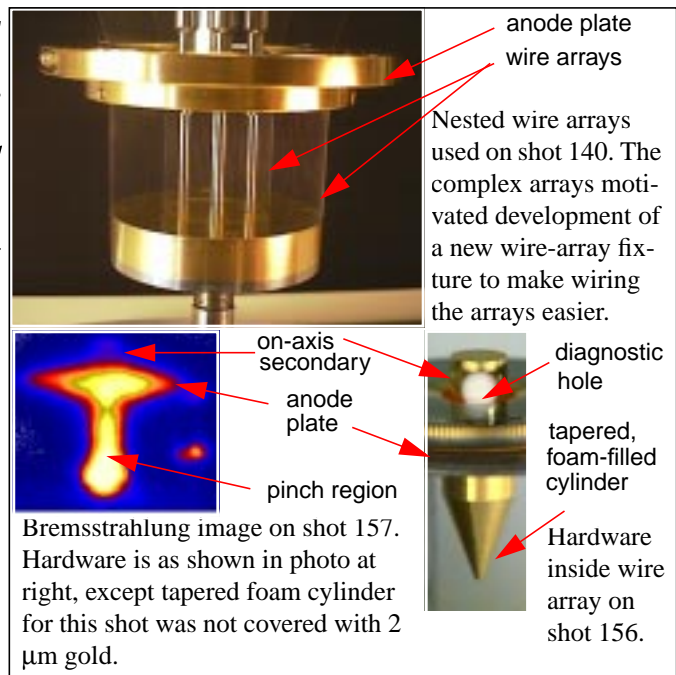 anode plate
wire arrays
Nested wire arrays
used on shot 140. The
complex arrays moti-
vated development of
a new wire-array fix-
ture to make wiring
the arrays easier.
on-axis
secondary
anode
plate
pinch region
diagnostic
hole
tapered,
foam-filled
cylinder
Bremsstrahlung image on shot 157.
Hardware is as shown in photo at
right, except tapered foam cylinder
for this shot was not covered with 2
μm gold.
Hardware
inside wire
array on
shot 156.